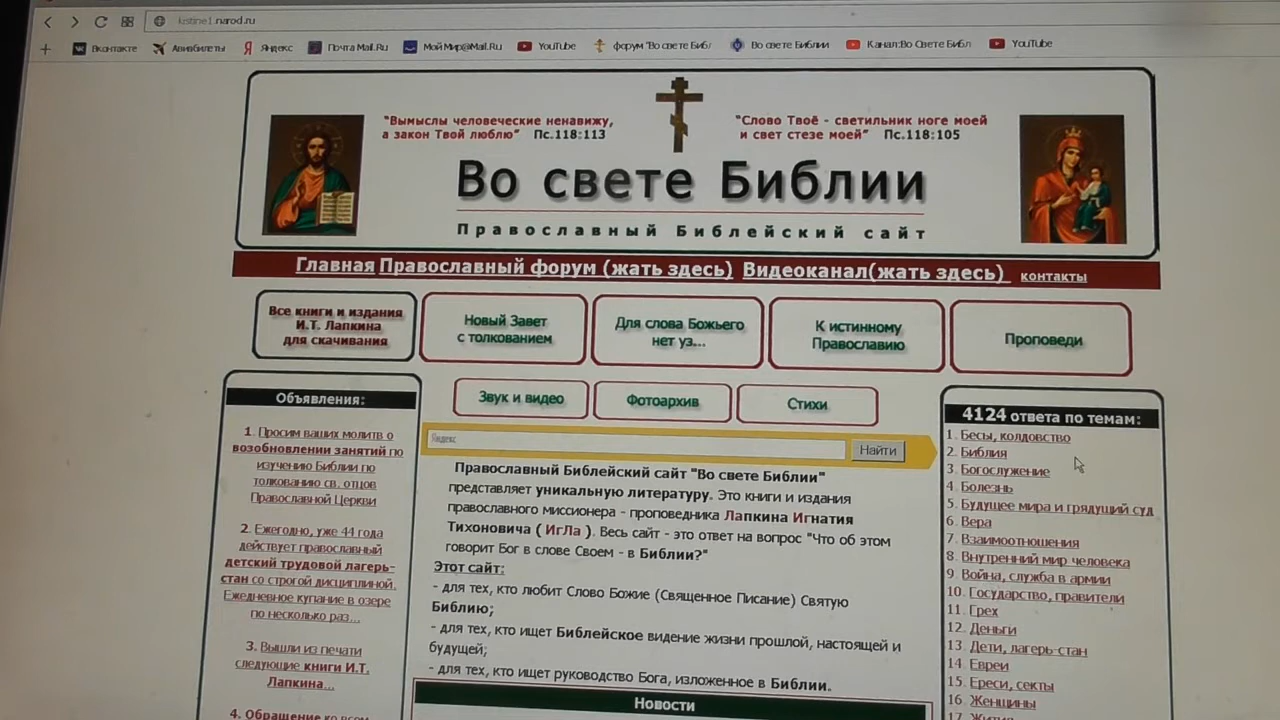 kistine1.narod.ru
Вконтакте Авиабилеты Яндекс Почта Mail.Ru МойМир@Mail.Ru YouTube форум "Во свете Библ Во свете Библии Канал:Во Свете Библ YouTube
"Вымыслы человеческие ненавижу,
а закон Твой люблю" Пс.118:113
"Слово Твоё - светильник ноге моей
и свет стезе моей" Пс.118:105
Во свете Библии
Православный Библейский сайт
Главная Православный форум (жать здесь) Видеоканал(жать здесь) контакты
Все книги и издания
И.Т. Лапкина
для скачивания
Новый Завет
с толкованием
Для слова Божьего
нет уз...
К истинному
Православию
Проповеди
Звук и видео
Фотоархив
Стихи
Объявления:
1. Просим ваших молитв о
возобновлении занятий по
изучению Библии по
толкованию св. отцов
Православной Церкви
2. Ежегодно, уже 44 года
действует православный
детский трудовой лагерь-
стан со строгой дисциплиной.
Ежедневное купание в озере
по несколько раз...
3. Вышли из печати
следующие книги И.Т.
Лапкина...
4. Обращение ко всем
Яндекс
Найти
Православный Библейский сайт "Во свете Библии"
представляет уникальную литературу. Это книги и издания
православного миссионера - проповедника Лапкина Игнатия
Тихоновича ( ИгЛа ). Весь сайт - это ответ на вопрос "Что об этом
говорит Бог в слове Своем - в Библии?"
Этот сайт:
- для тех, кто любит Слово Божие (Священное Писание) Святую
Библию;
- для тех, кто ищет Библейское видение жизни прошлой, настоящей и
будущей;
- для тех, кто ищет руководство Бога, изложенное в Библии.
Новости
4124 ответа по темам:
1. Бесы, колдовство
2. Библия
3. Богослужение
4. Болезнь
5. Будущее мира и грядущий суд
6. Вера
7. Взаимоотношения
8. Внутренний мир человека
9. Война, служба в армии
10. Государство, правители
11. Грех
12. Деньги
13. Дети, лагерь-стан
14. Евреи
15. Ереси, секты
16. Женщины
17. Жития